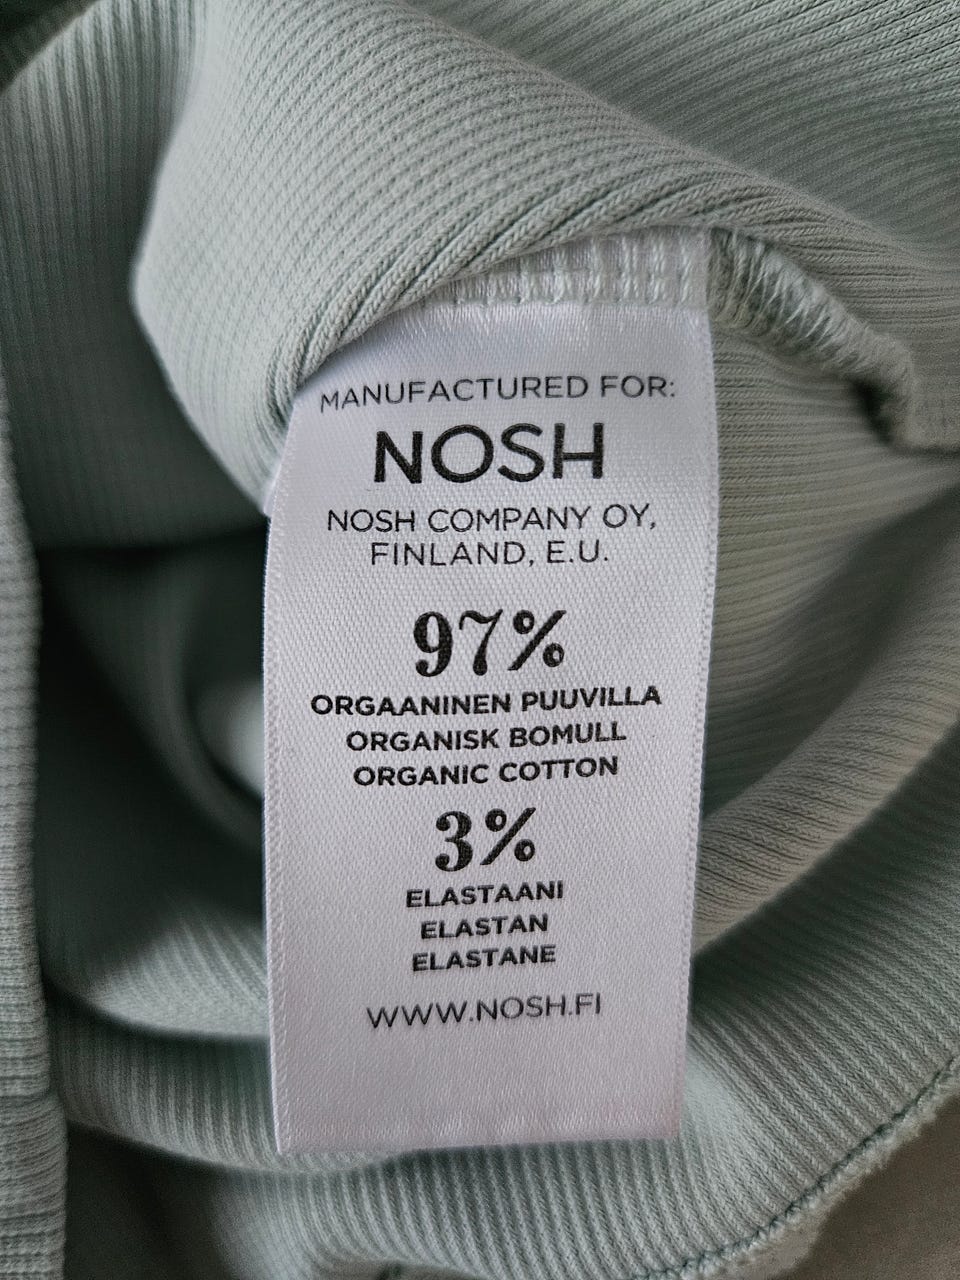 MANUFACTURED FOR:
NOSH
NOSH COMPANY OY,
FINLAND, E.U.
97%
ORGAANINEN PUUVILLA
ORGANISK BOMULL
ORGANIC COTTON
3%
ELASTAANI
ELASTAN
ELASTANE
WWW.NOSH.FI